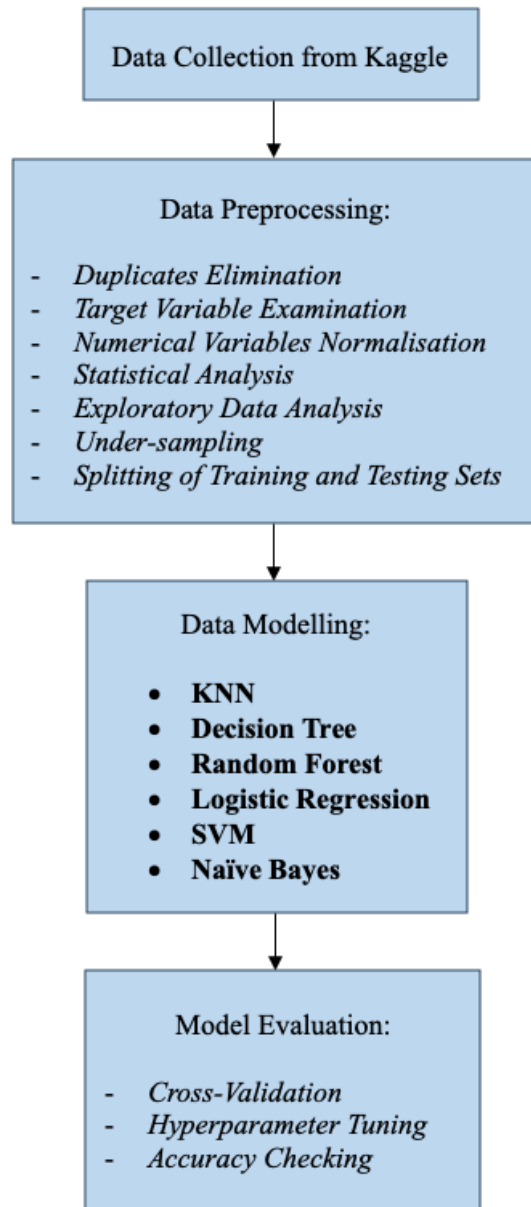 Data Collection from Kaggle
Data Preprocessing:
- Duplicates Elimination
- Target Variable Examination
- Numerical Variables Normalisation
- Statistical Analysis
- Exploratory Data Analysis
- Under-sampling
- Splitting of Training and Testing Sets
Data Modelling:
• KNN
• Decision Tree
• Random Forest
• Logistic Regression
• SVM
• Naïve Bayes
Model Evaluation:
- Cross-Validation
- Hyperparameter Tuning
- Accuracy Checking